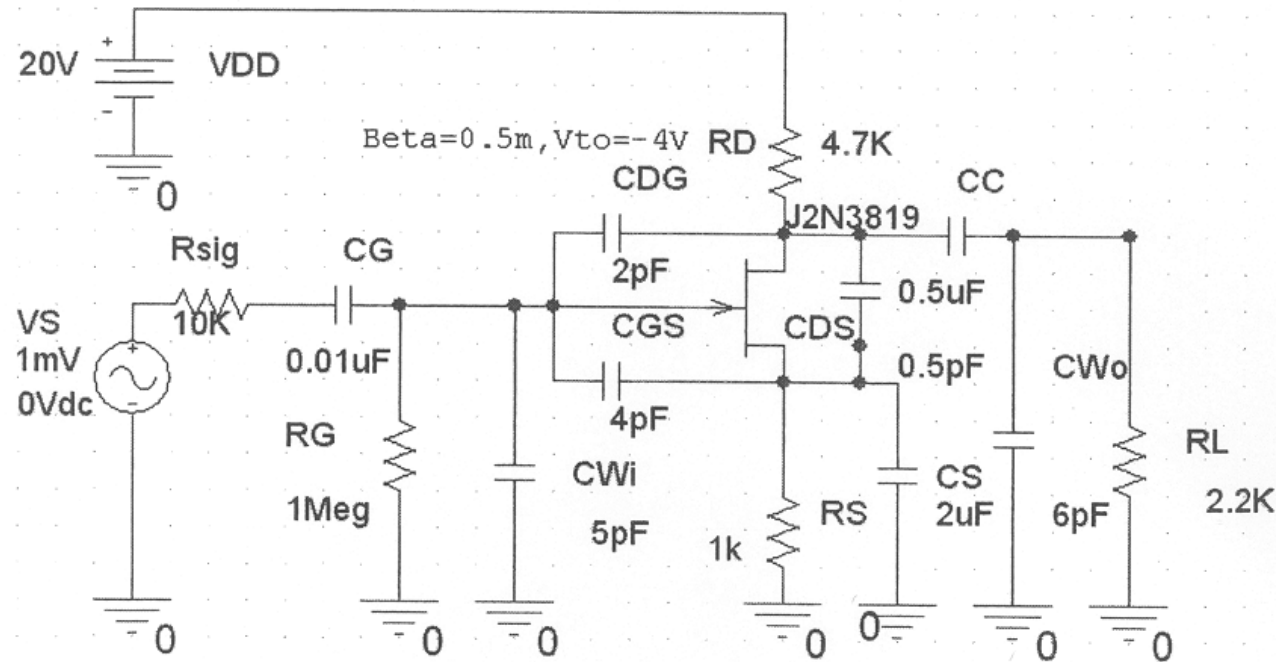 +
20V
VDD
-
0
Beta=0.5m,Vto=-4V
RD
4.7K
CDG
CC
J2N3819
Rsig
CG
2pF
0.5uF
10K
VS
1mV
0Vdc
+
-
0.01uF
CGS
CDS
0.5pF
CWo
4pF
RG
1Meg
CWi
5pF
1k
RS
CS
2uF
6pF
RL
2.2K
0
0
0
0
0
0
0